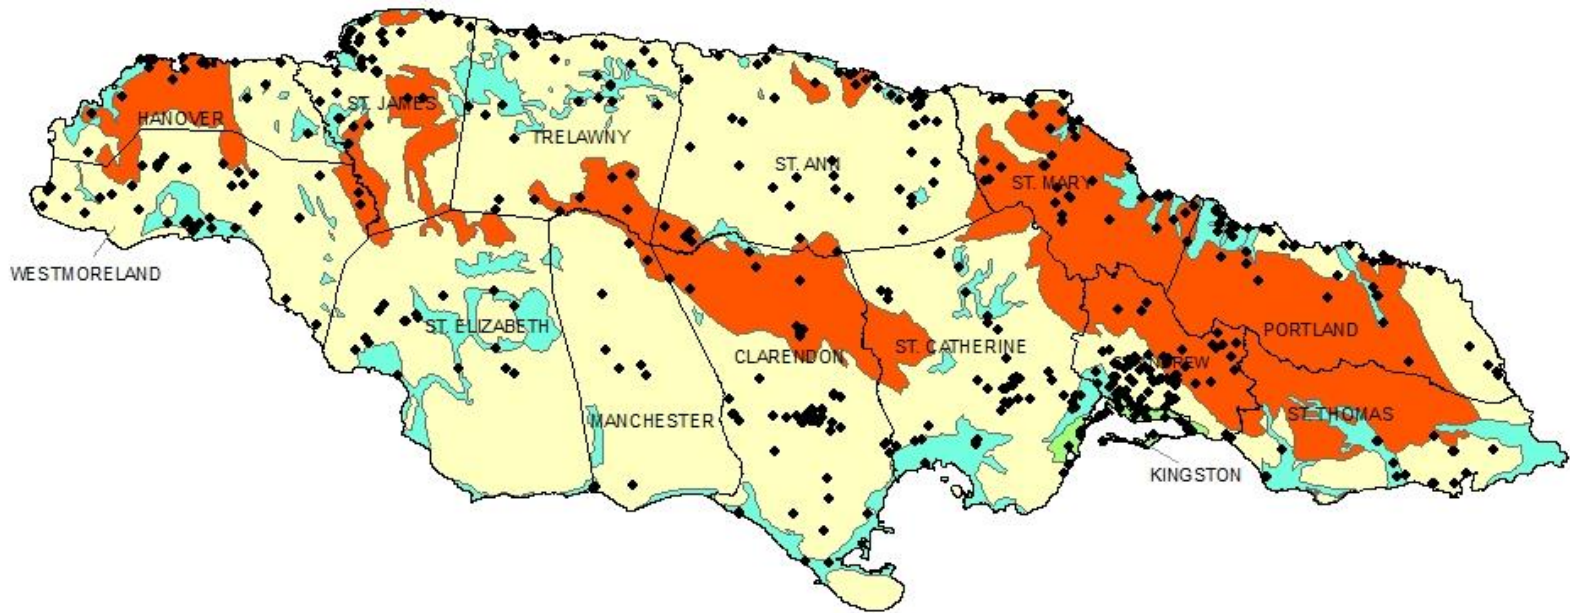 HANOVER
ST. JAMES
TRELAWNY
ST. ANN
ST. MARY
WESTMORELAND
ST. ELIZABETH
CLARENDON
ST. CATHERINE
PORTLAND
MANCHESTER
ST. THOMAS
KINGSTON